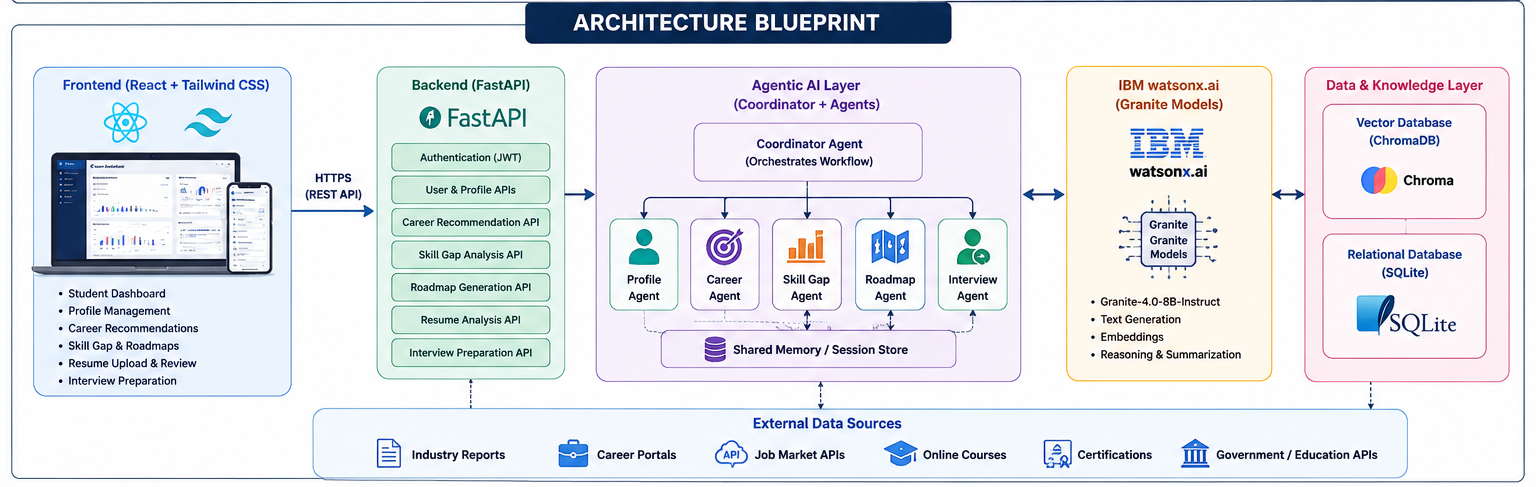 ARCHITECTURE BLUEPRINT
Frontend (React + Tailwind CSS)
• Student Dashboard
• Profile Management
• Career Recommendations
• Skill Gap & Roadmaps
• Resume Upload & Review
• Interview Preparation
HTTPS
(REST API)
Backend (FastAPI)
FastAPI
Authentication (JWT)
User & Profile APIs
Career Recommendation API
Skill Gap Analysis API
Roadmap Generation API
Resume Analysis API
Interview Preparation API
Agentic AI Layer
(Coordinator + Agents)
Coordinator Agent
(Orchestrates Workflow)
Profile
Agent
Career
Agent
Skill Gap
Agent
Roadmap
Agent
Interview
Agent
Shared Memory / Session Store
IBM watsonx.ai
(Granite Models)
IBM
watsonx.ai
Granite
Granite
Models
• Granite-4.0-8B-Instruct
• Text Generation
• Embeddings
• Reasoning & Summarization
Data & Knowledge Layer
Vector Database
(ChromaDB)
Chroma
Relational Database
(SQLite)
SQLite
External Data Sources
Industry Reports
Career Portals
API
Job Market APIs
Online Courses
Certifications
Government / Education APIs